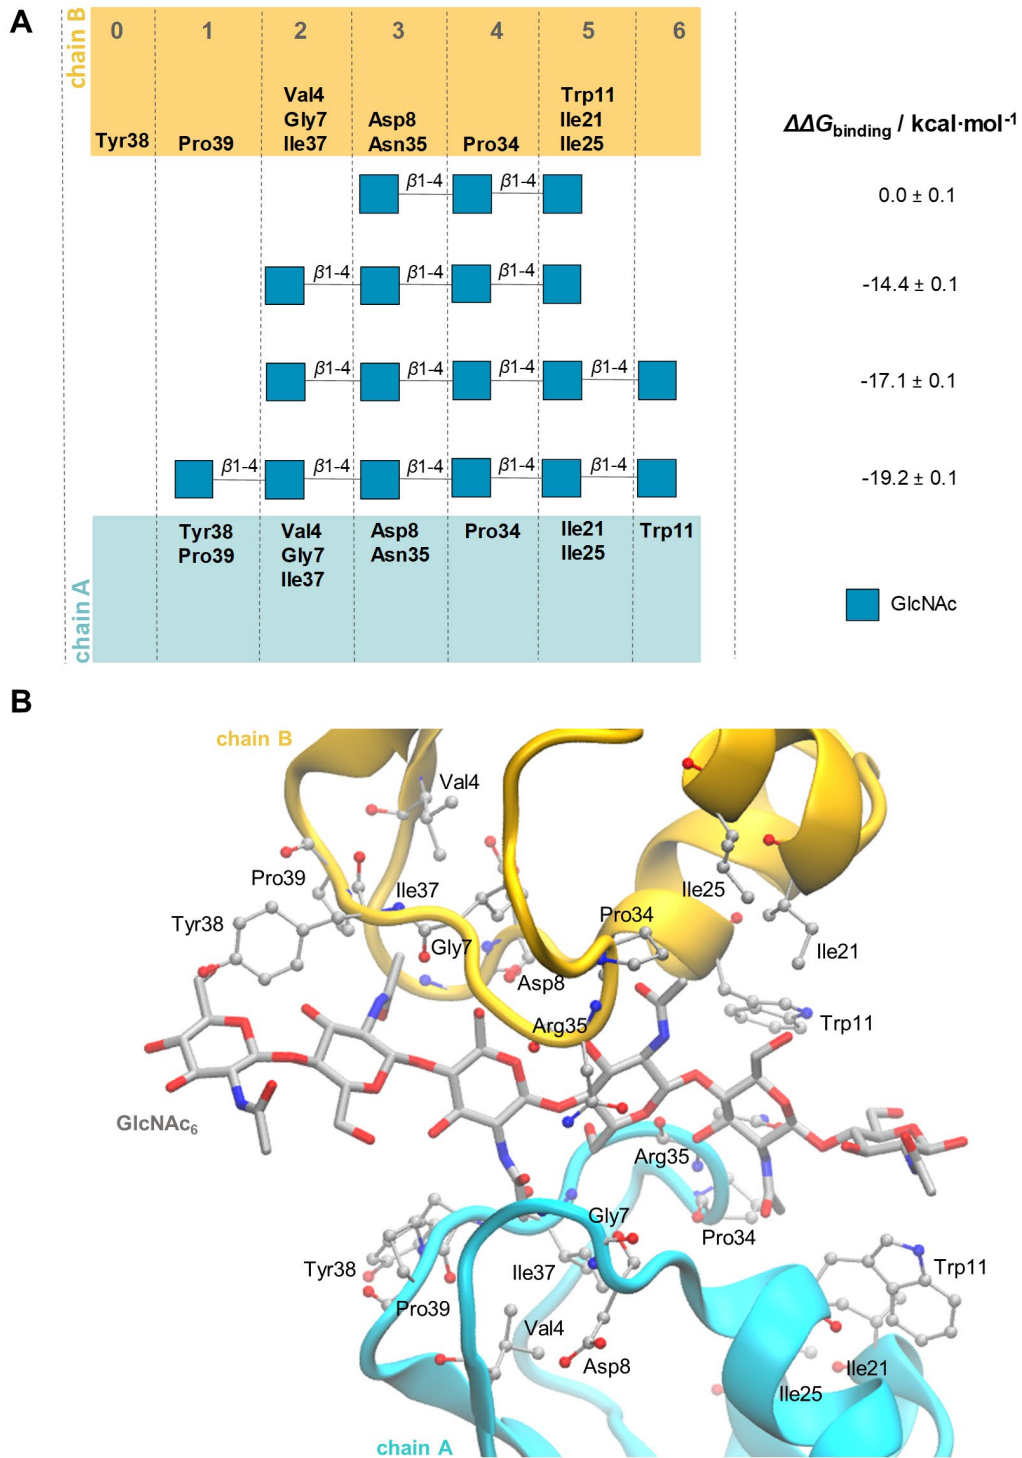 A
chain B
0 1 2 3 4 5 6
Tyr38
Pro39
Val4
Gly7
Ile37
Asp8
Asn35
Pro34
Trp11
Ile21
Ile25
ΔΔGbinding / kcal·mol-1
β1-4 β1-4
0.0 ± 0.1
β1-4 β1-4 β1-4
-14.4 ± 0.1
β1-4 β1-4 β1-4 β1-4
-17.1 ± 0.1
β1-4 β1-4 β1-4 β1-4 β1-4
-19.2 ± 0.1
chain A
Tyr38
Pro39
Val4
Gly7
Ile37
Asp8
Asn35
Pro34
Ile21
Ile25
Trp11
GlcNAc
B
chain B
Val4
Pro39
Ile37
Ile25
Tyr38
Pro34
Gly7
Ile21
Asp8
Arg35
Trp11
GlcNAc6
Arg35
Gly7
Pro34
Tyr38
Ile37
Trp11
Pro39
Val4
Asp8
Ile21
Ile25
chain A